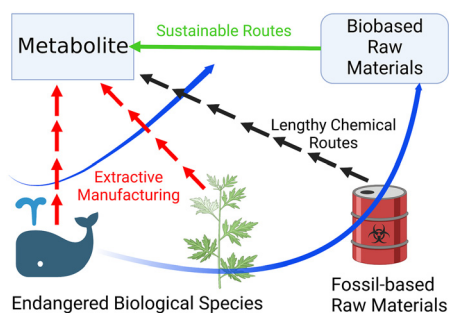 Metabolite
Sustainable Routes
Biobased
Raw
Materials
Lengthy Chemical
Routes
Extractive
Manufacturing
Endangered Biological Species
Fossil-based
Raw Materials